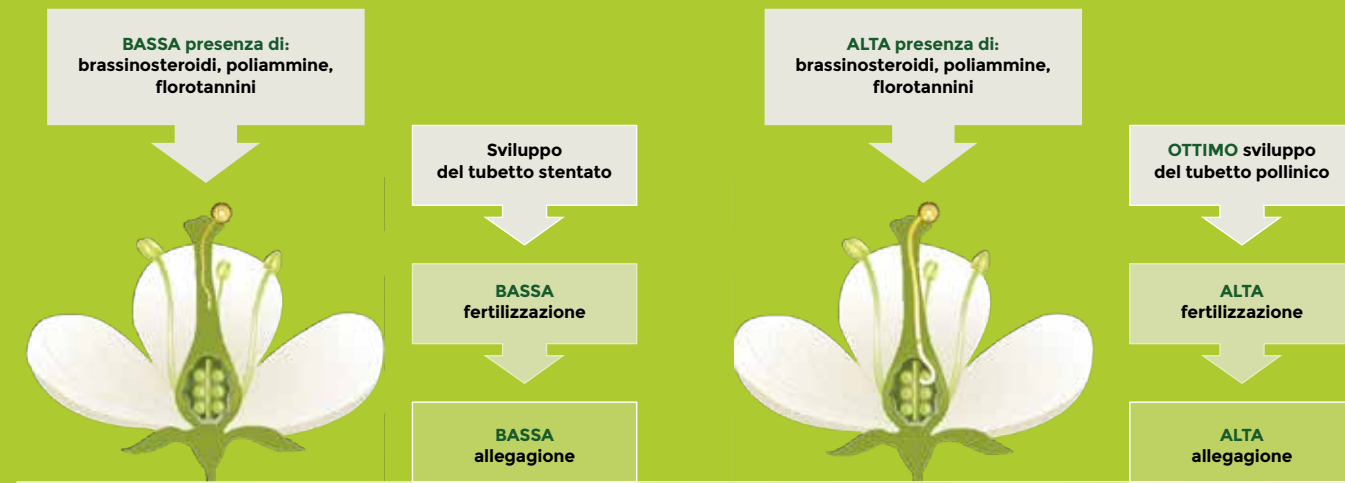 BASSA presenza di:
brassinosteroidi, poliammine,
florotannini
Sviluppo
del tubetto stentato
BASSA
fertilizzazione
BASSA
allegagione
ALTA presenza di:
brassinosteroidi, poliammine,
florotannini
OTTIMO sviluppo
del tubetto pollinico
ALTA
fertilizzazione
ALTA
allegagione